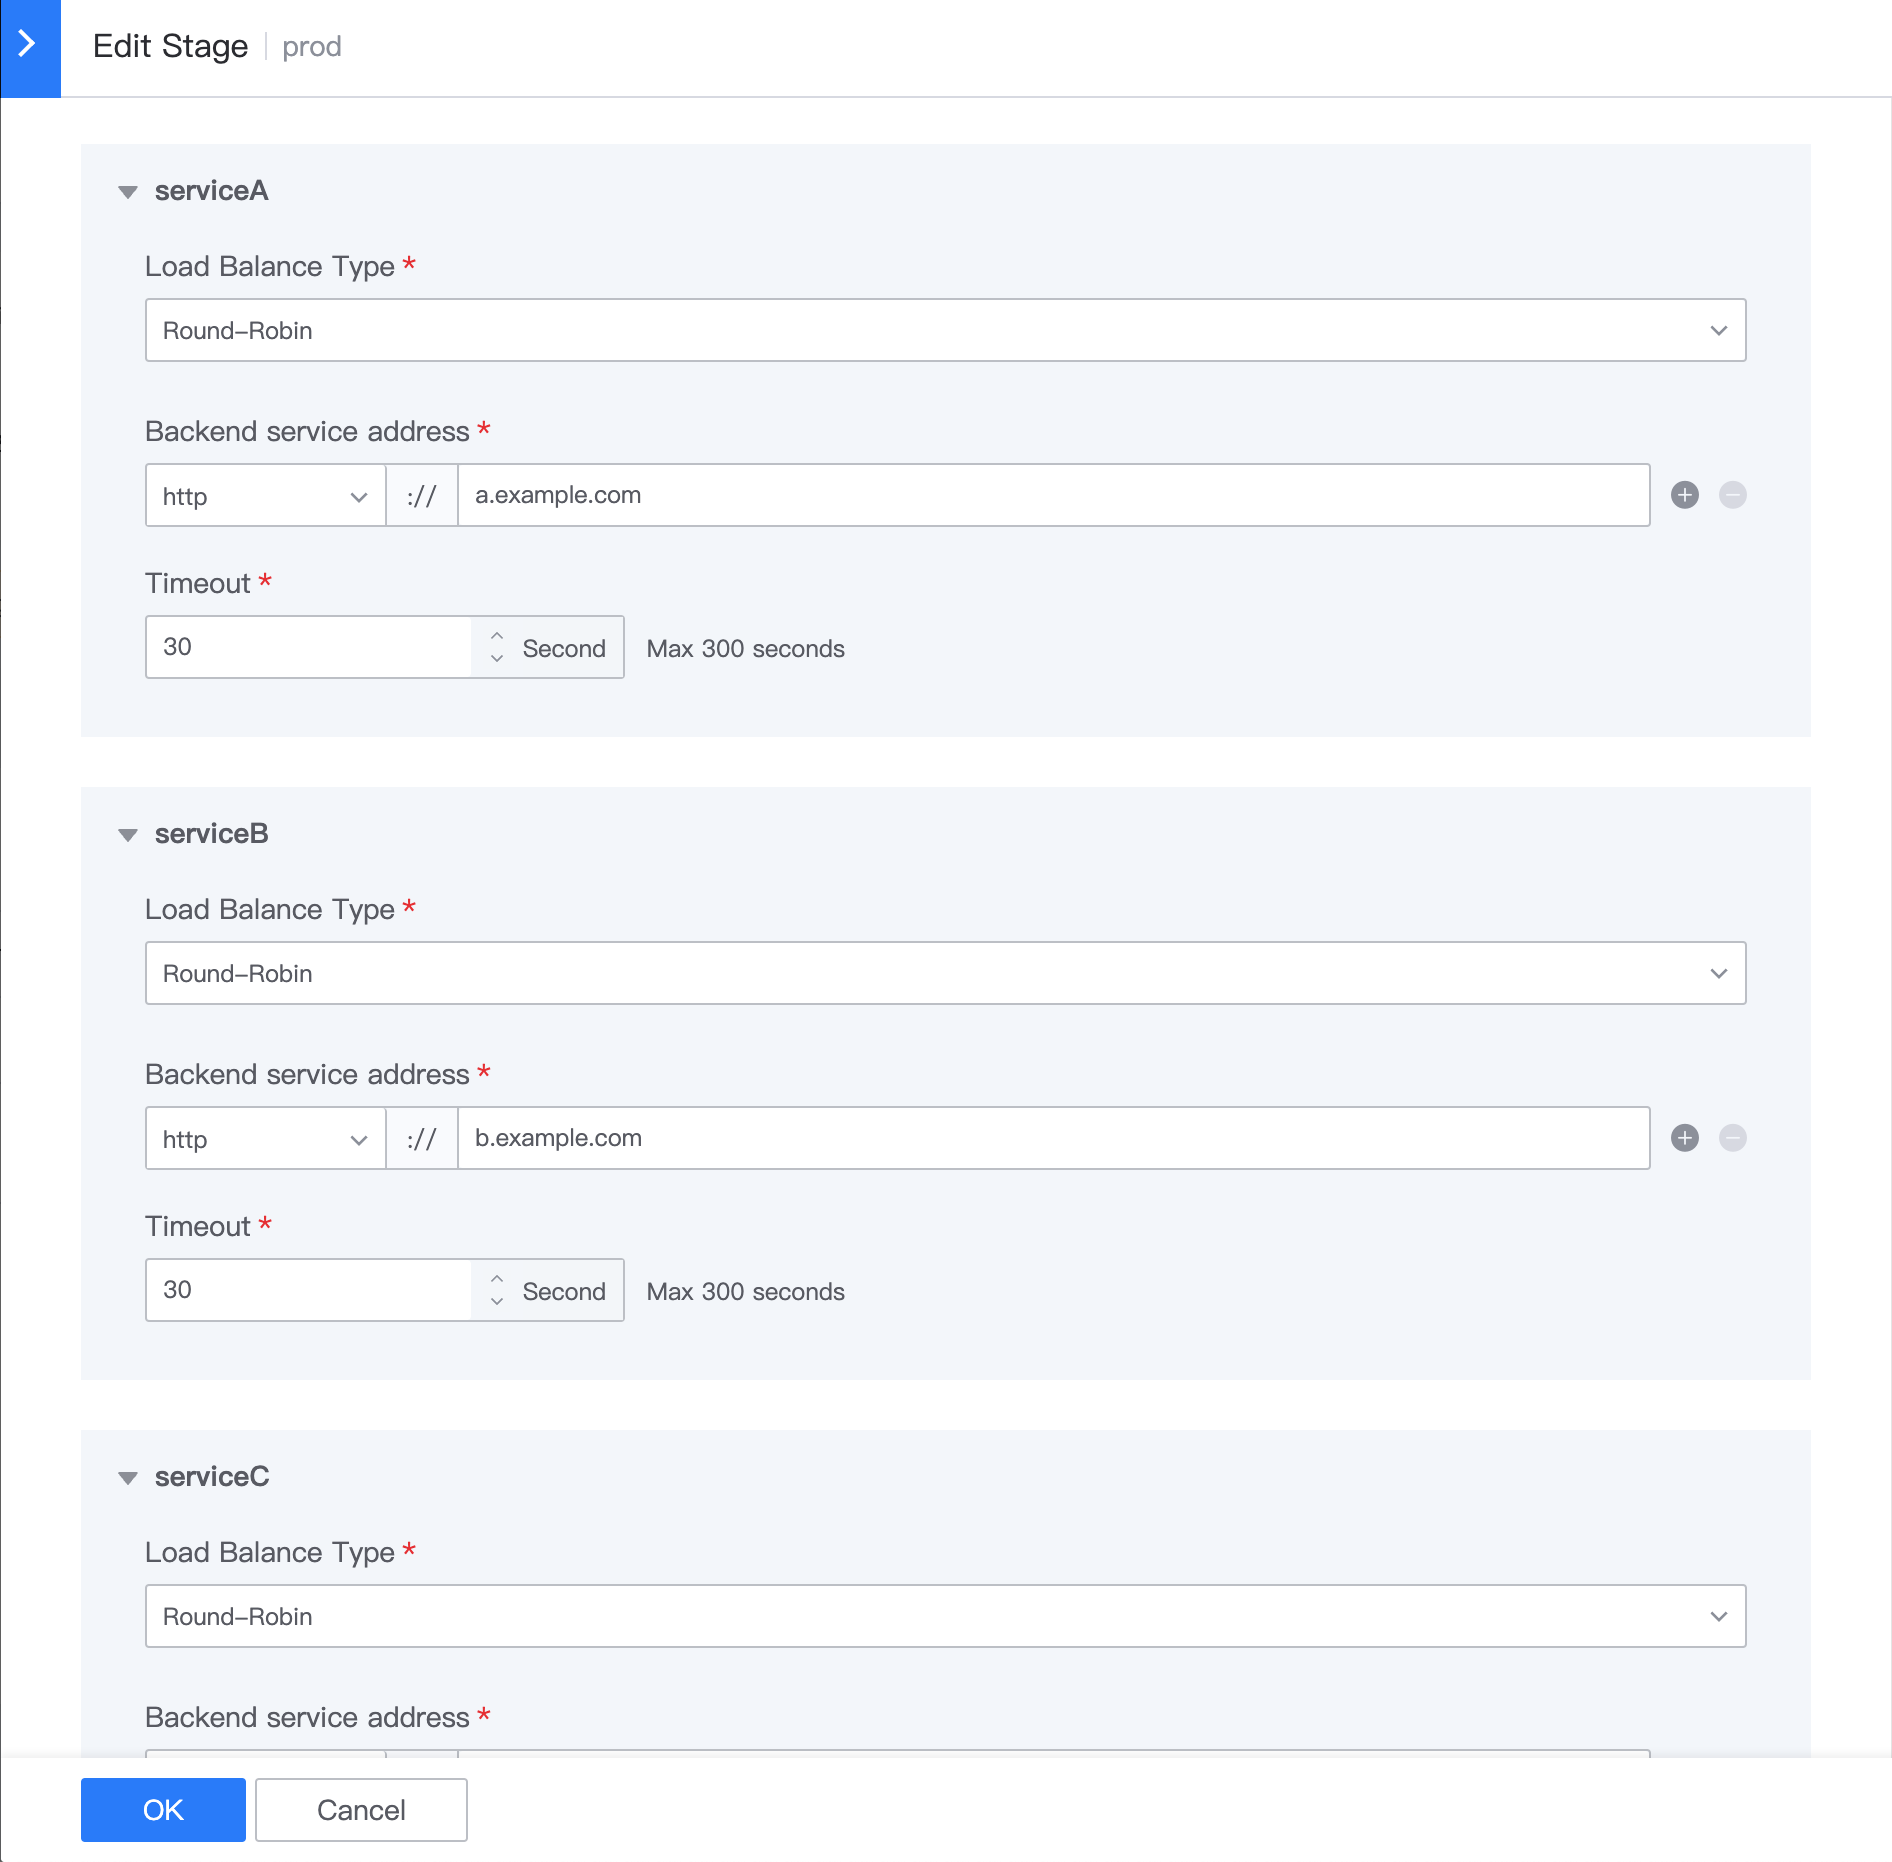 Edit Stage prod
serviceA
Load Balance Type *
Round-Robin
Backend service address *
http :// a.example.com
Timeout *
30 Second Max 300 seconds
serviceB
Load Balance Type *
Round-Robin
Backend service address *
http :// b.example.com
Timeout *
30 Second Max 300 seconds
serviceC
Load Balance Type *
Round-Robin
Backend service address *
OK Cancel